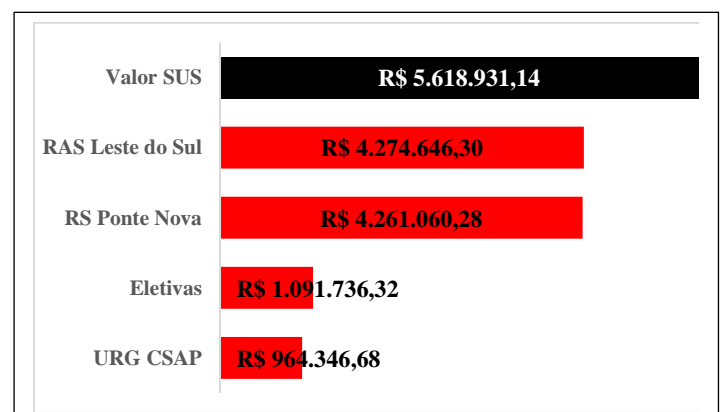 Valor SUS R$ 5.618.931,14
RAS Leste do Sul R$ 4.274.646,30
RS Ponte Nova R$ 4.261.060,28
Eletivas R$ 1.091.736,32
URG CSAP R$ 964.346,68